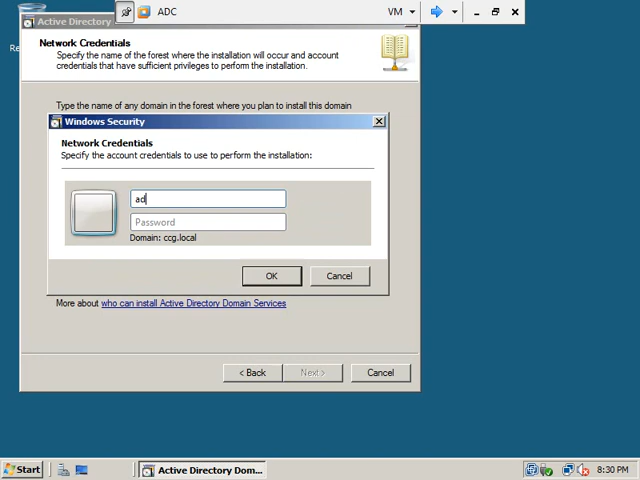 ADC
VM
Active Directory
Re
Network Credentials
Specify the name of the forest where the installation will occur and account
credentials that have sufficient privileges to perform the installation.
Type the name of any domain in the forest where you plan to install this domain
Windows Security
Network Credentials
Specify the account credentials to use to perform the installation:
ad
Password
Domain: ccg.local
OK
Cancel
More about who can install Active Directory Domain Services
< Back
Next >
Cancel
Start
Active Directory Dom...
8:30 PM